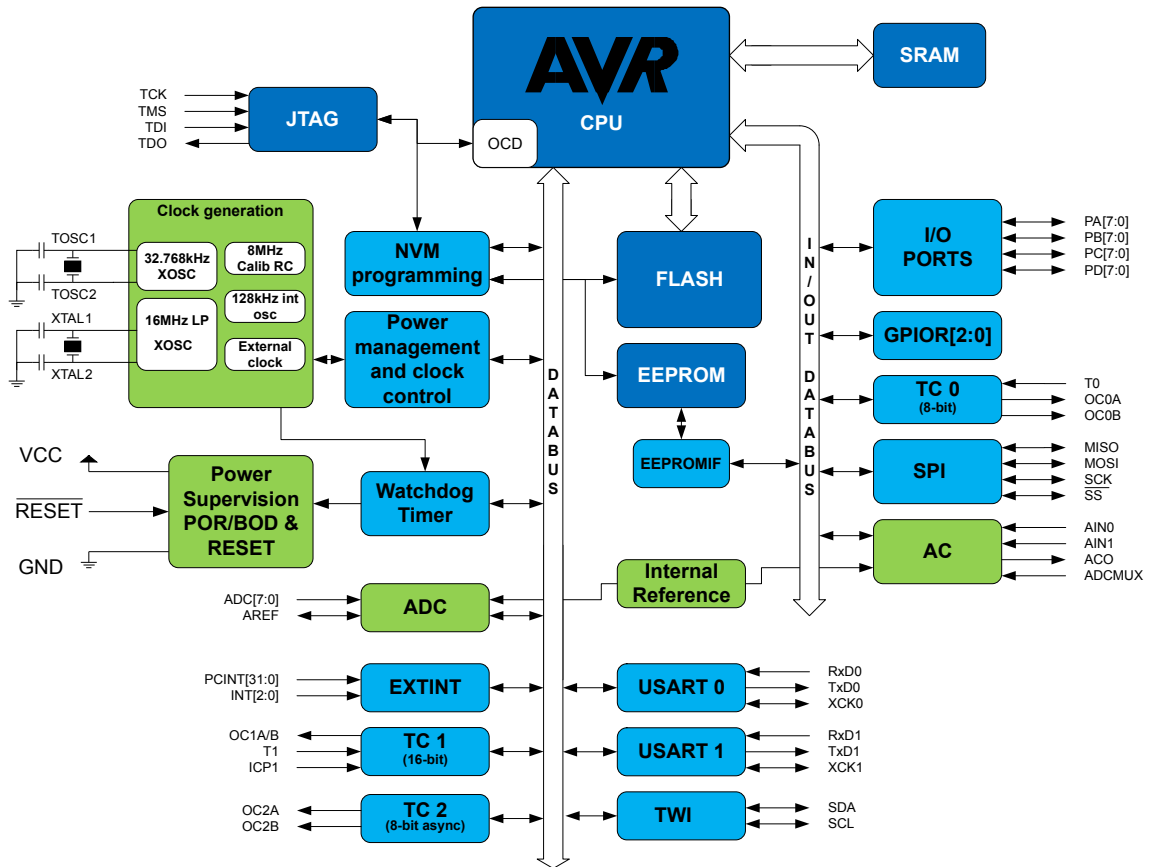 AVR
CPU
OCD
SRAM
TCK
TMS
TDI
TDO
JTAG
Clock generation
TOSC1
TOSC2
XTAL1
XTAL2
32.768kHz
XOSC
8MHz
Calib RC
16MHz LP
XOSC
128kHz int
osc
External
clock
NVM
programming
Power
management
and clock
control
FLASH
EEPROM
EEPROMIF
DATABUS
IN/OUT DATABUS
I/O
PORTS
PA[7:0]
PB[7:0]
PC[7:0]
PD[7:0]
GPIOR[2:0]
TC 0
(8-bit)
T0
OC0A
OC0B
SPI
MISO
MOSI
SCK
SS
AC
AIN0
AIN1
ACO
ADCMUX
VCC
RESET
GND
Power
Supervision
POR/BOD &
RESET
Watchdog
Timer
Internal
Reference
ADC[7:0]
AREF
ADC
PCINT[31:0]
INT[2:0]
EXTINT
USART 0
RxD0
TxD0
XCK0
OC1A/B
T1
ICP1
TC 1
(16-bit)
USART 1
RxD1
TxD1
XCK1
OC2A
OC2B
TC 2
(8-bit async)
TWI
SDA
SCL